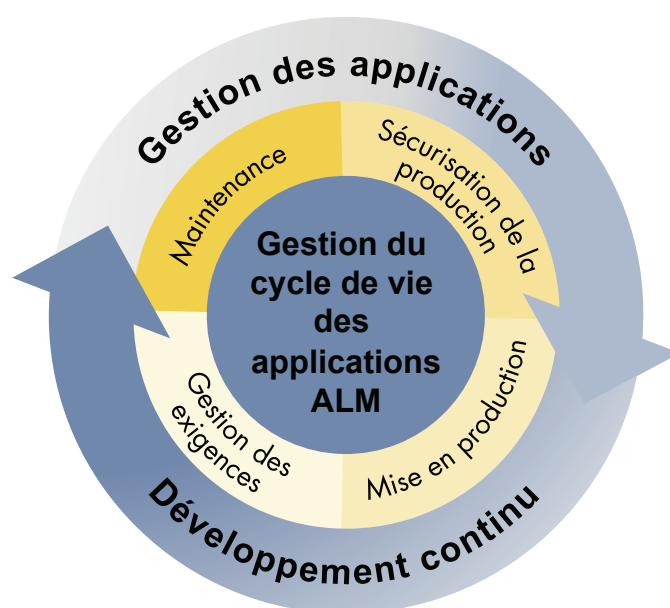 Gestion des applications
Maintenance
Sécurisation de la
production
Gestion du
cycle de vie
des
applications
ALM
Gestion des
exigences
Mise en production
Développement continu